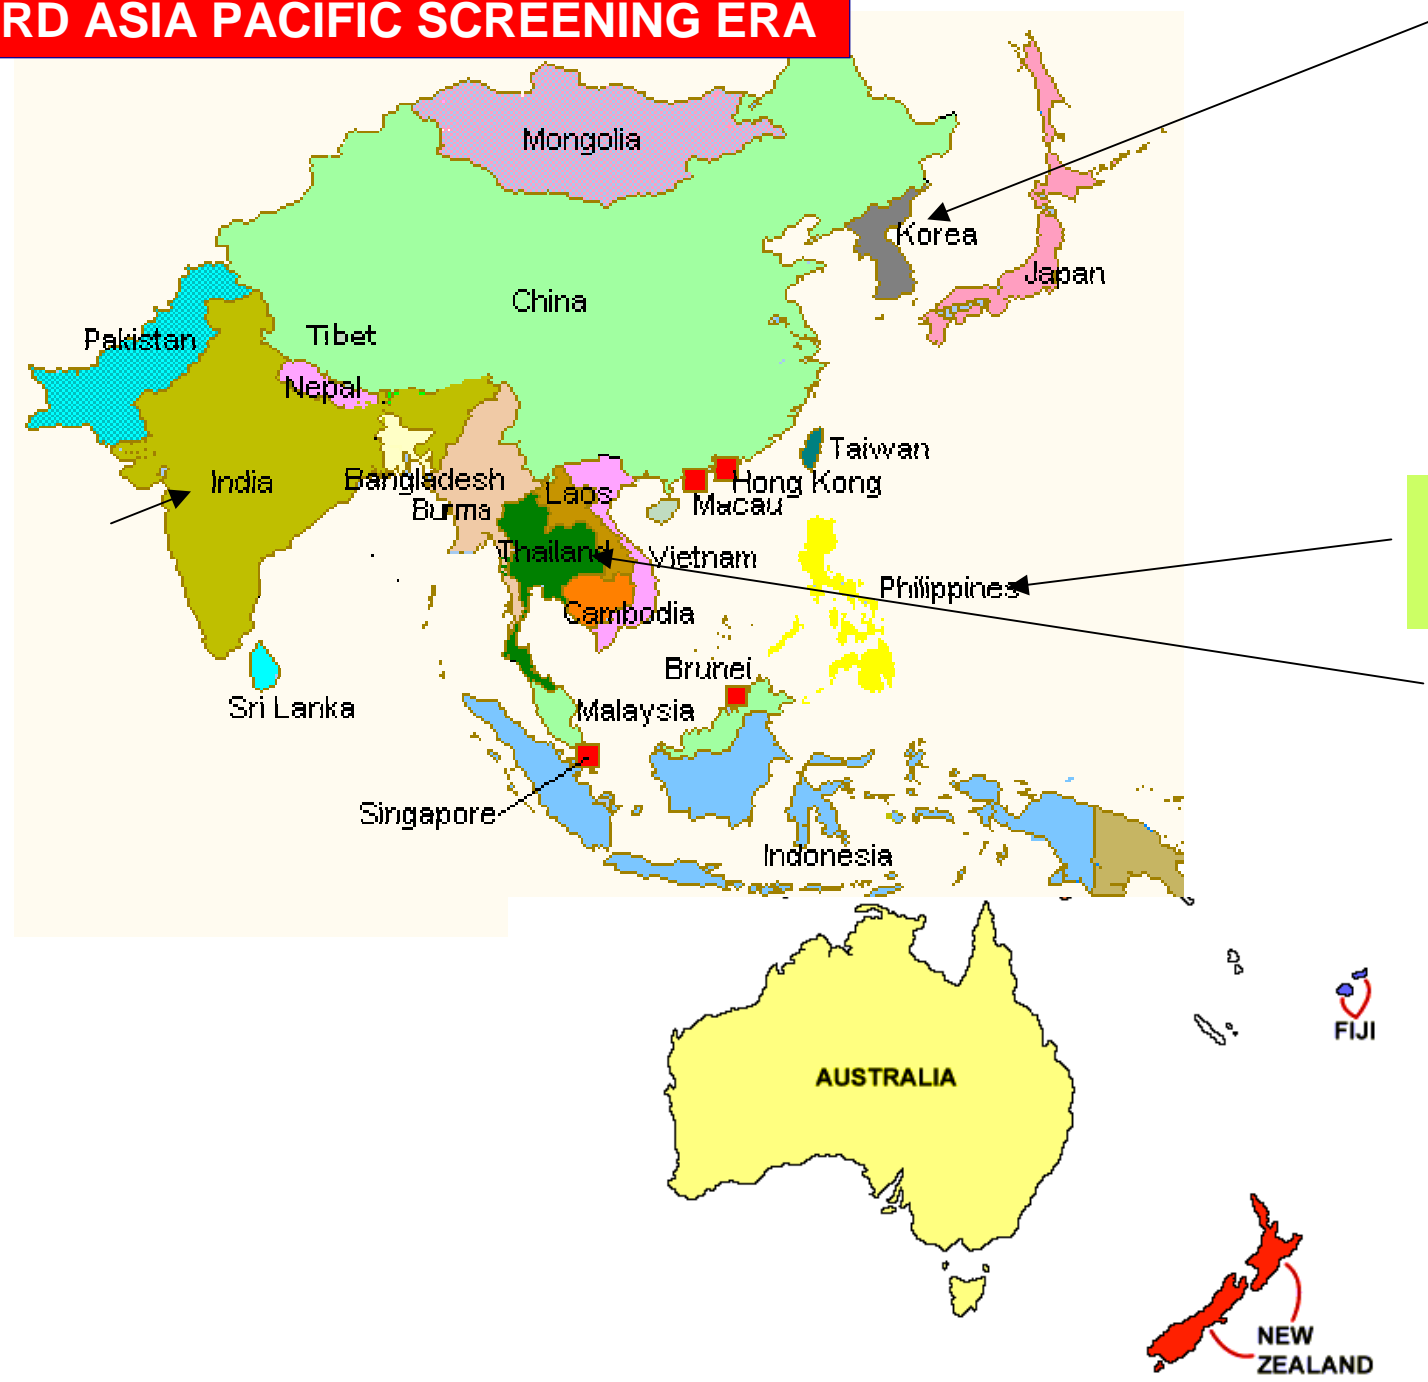 RD ASIA PACIFIC SCREENING ERA
Mongolia
Korea
Japan
China
Pakistan
Tibet
Nepal
Taiwan
India
Bangladesh
Hong Kong
Laos
Macau
Burma
Thailand
Vietnam
Philippines
Cambodia
Brunei
Sri Lanka
Malaysia
Singapore
Indonesia
FIJI
AUSTRALIA
NEW
ZEALAND